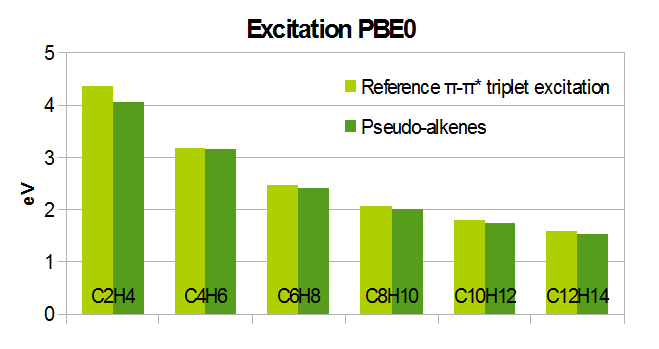 Excitation PBE0
5
Reference π-π* triplet excitation
4
Pseudo-alkenes
3
eV
2
1
C2H4 C4H6 C6H8 C8H10 C10H12 C12H14
0